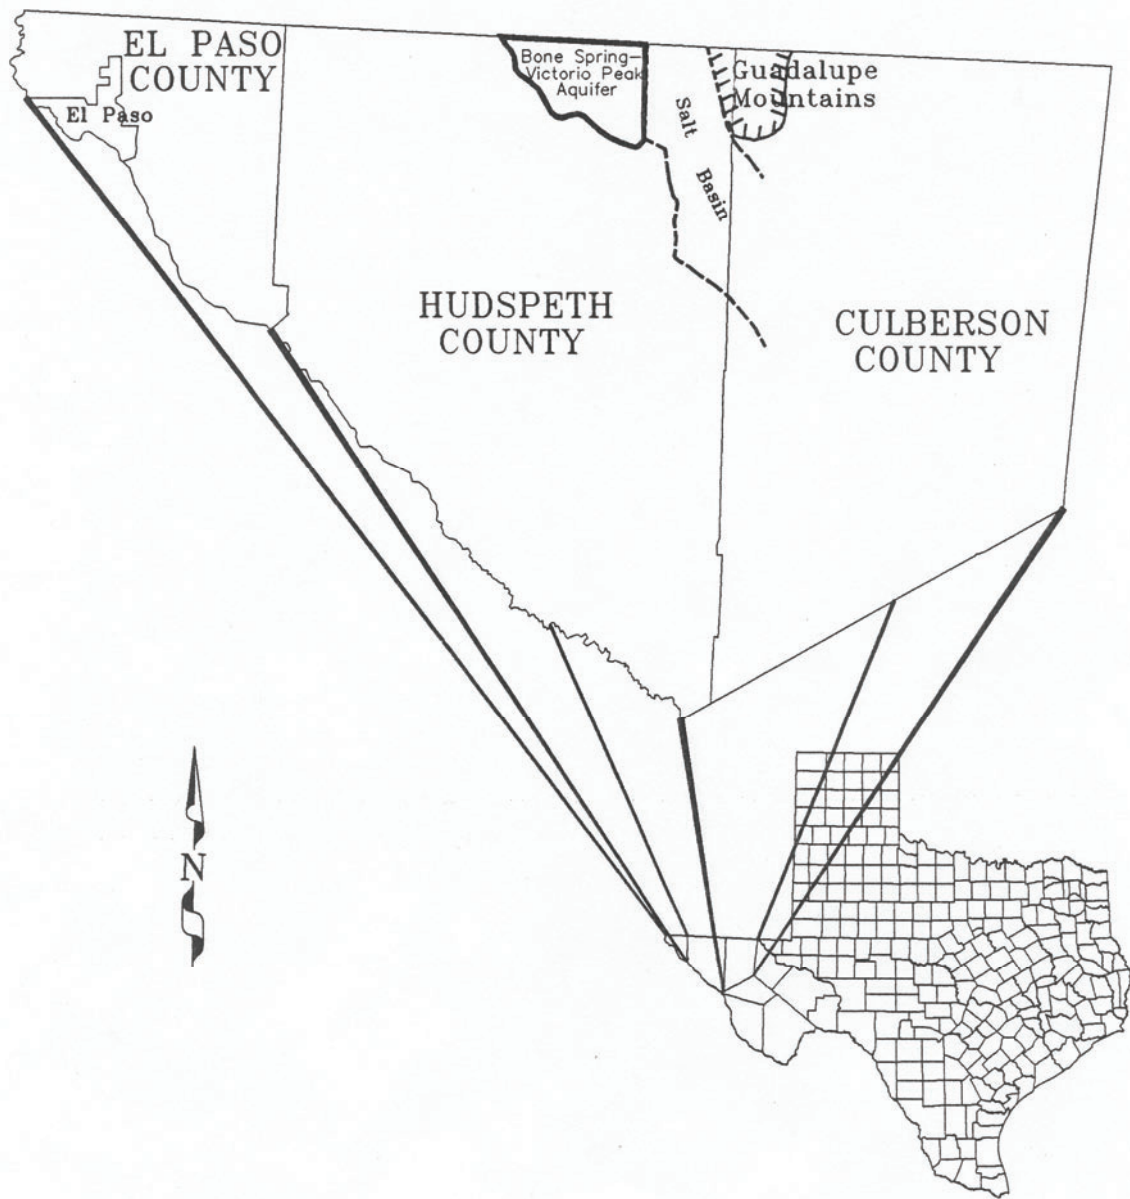 EL PASO
COUNTY
El Paso
Bone Spring–
Victorio Peak
Aquifer
Salt
Basin
Guadalupe
Mountains
HUDSPETH
COUNTY
CULBERSON
COUNTY
N